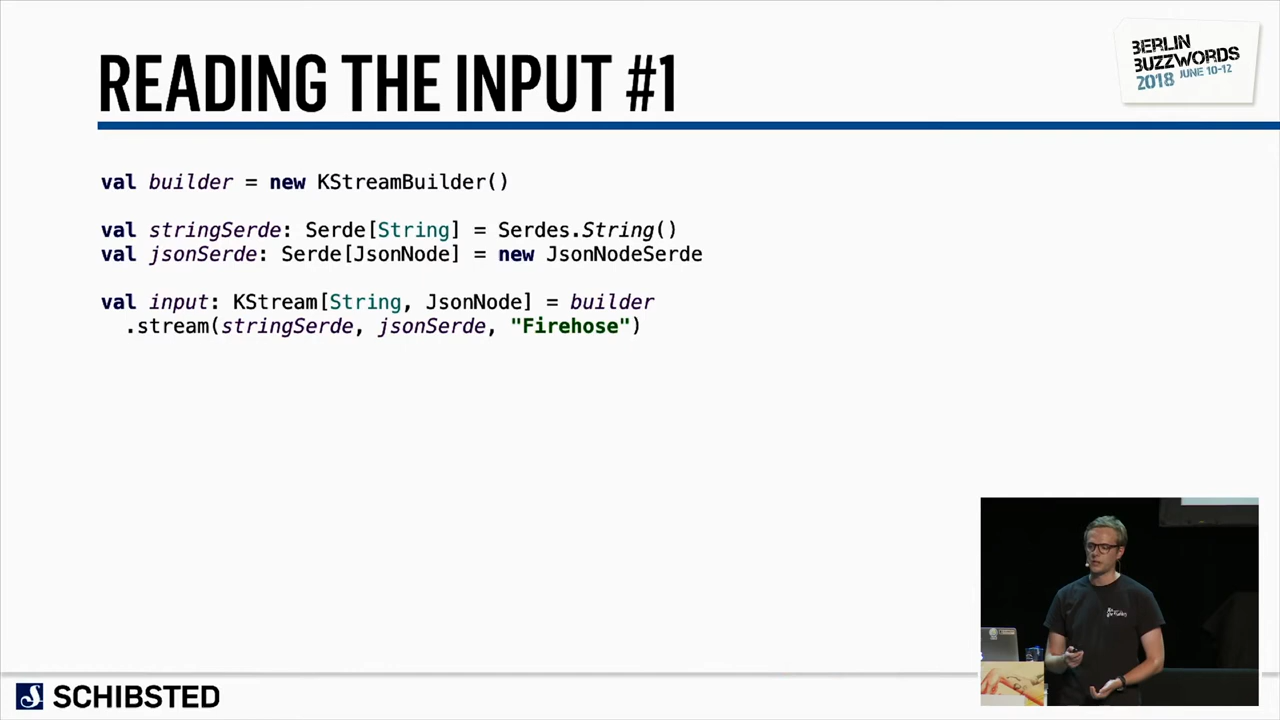 READING THE INPUT #1
BERLIN
BUZZWORDS
2018 JUNE 10-12
val builder = new KStreamBuilder()
val stringSerde: Serde[String] = Serdes.String()
val jsonSerde: Serde[JsonNode] = new JsonNodeSerde
val input: KStream[String, JsonNode] = builder
.stream(stringSerde, jsonSerde, "Firehose")
SCHIBSTED